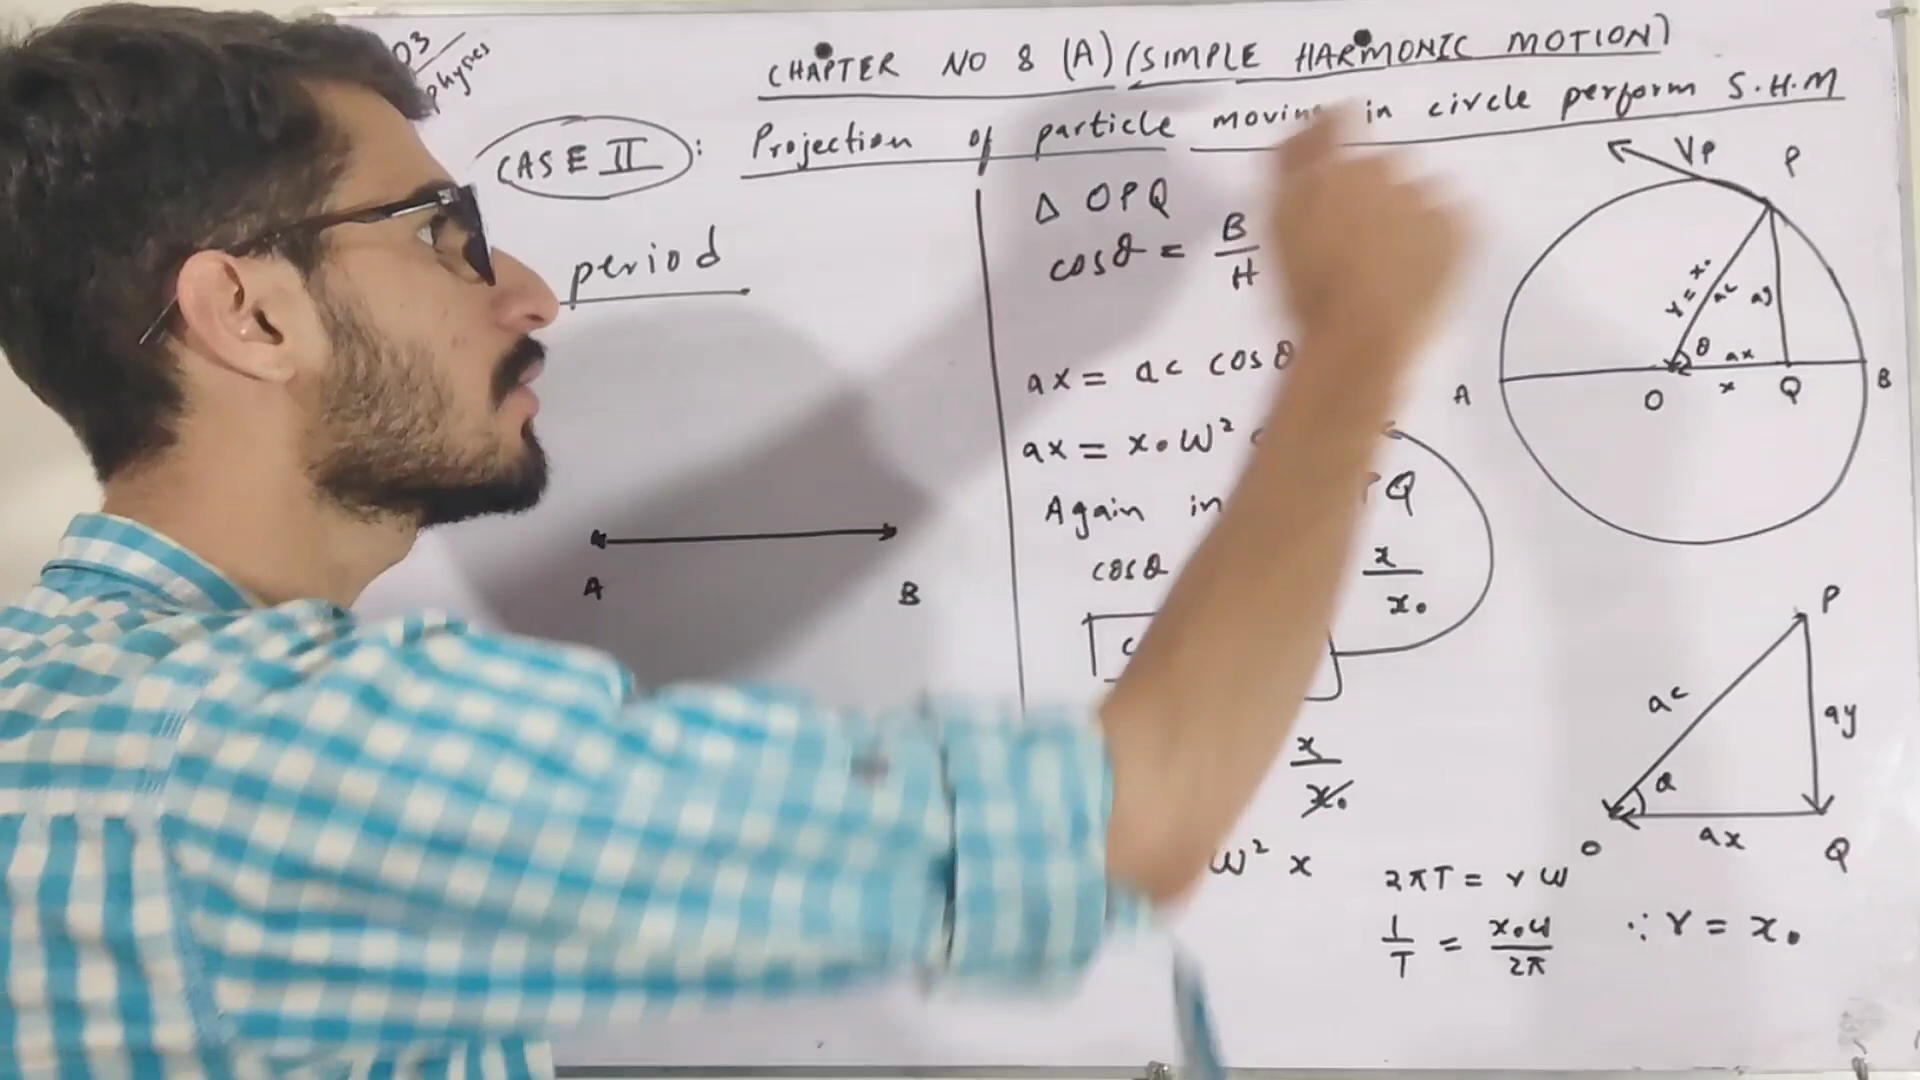 03
physics
CHAPTER NO 8 (A) (SIMPLE HARMONIC MOTION)
CASE II : Projection of particle moving in circle perform S.H.M
period
A B
Δ OPQ
cosθ = B/H
ax = ac cosθ
ax = x₀ω²
Again in PQ
cosθ x/x₀
x/x₀
ω² x
VP P
r = x₀
ac ay
θ ax
A O x Q B
P
ac ay
θ
O ax Q
2πT = rω
1/T = x₀ω/2π ∵ r = x₀